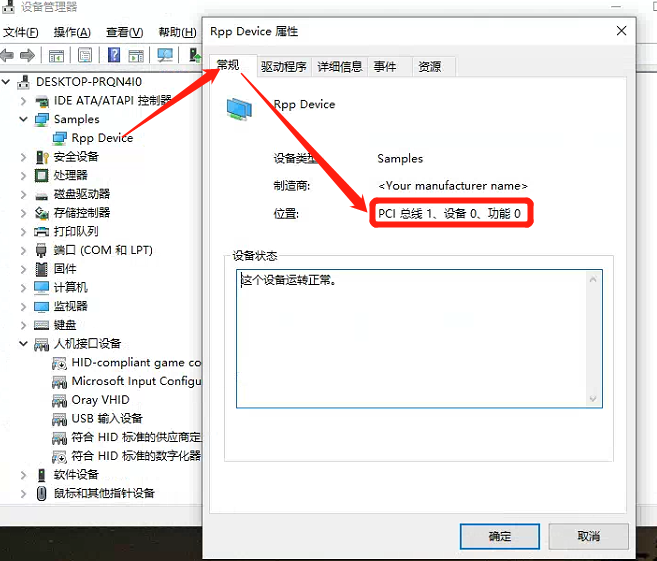 设备管理器
文件(F) 操作(A) 查看(V) 帮助(H)
DESKTOP-PRQN4I0
IDE ATA/ATAPI 控制器
Samples
Rpp Device
安全设备
处理器
磁盘驱动器
存储控制器
打印队列
端口 (COM 和 LPT)
固件
计算机
监视器
键盘
人机接口设备
HID-compliant game co
Microsoft Input Configu
Oray VHID
USB 输入设备
符合 HID 标准的供应商定
符合 HID 标准的数字化器
软件设备
鼠标和其他指针设备
Rpp Device 属性
常规 驱动程序 详细信息 事件 资源
Rpp Device
设备类型 Samples
制造商: <Your manufacturer name>
位置: PCI 总线 1、设备 0、功能 0
设备状态
这个设备运转正常。
确定 取消